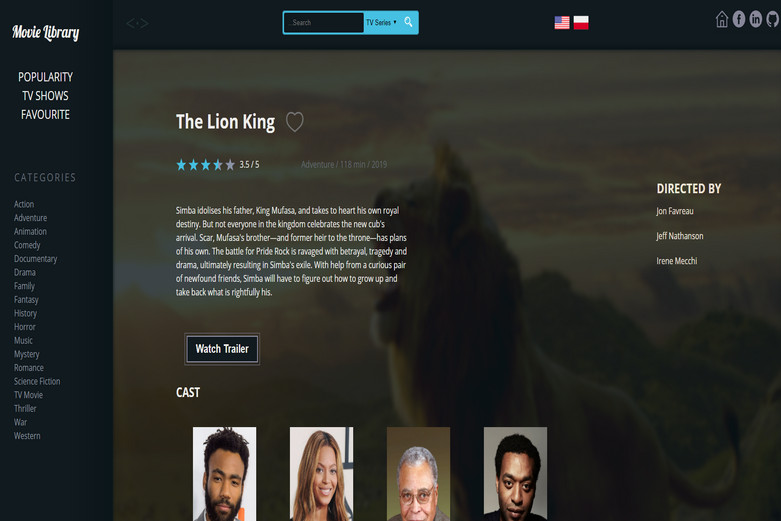 Movie Library
POPULARITY
TV SHOWS
FAVOURITE
CATEGORIES
Action
Adventure
Animation
Comedy
Documentary
Drama
Family
Fantasy
History
Horror
Music
Mystery
Romance
Science Fiction
TV Movie
Thriller
War
Western
Search
TV Series
The Lion King
3.5 / 5
Adventure / 118 min / 2019
Simba idolises his father, King Mufasa, and takes to heart his own royal
destiny. But not everyone in the kingdom celebrates the new cub's
arrival. Scar, Mufasa's brother—and former heir to the throne—has plans
of his own. The battle for Pride Rock is ravaged with betrayal, tragedy and
drama, ultimately resulting in Simba's exile. With help from a curious pair
of newfound friends, Simba will have to figure out how to grow up and
take back what is rightfully his.
Watch Trailer
CAST
DIRECTED BY
Jon Favreau
Jeff Nathanson
Irene Mecchi